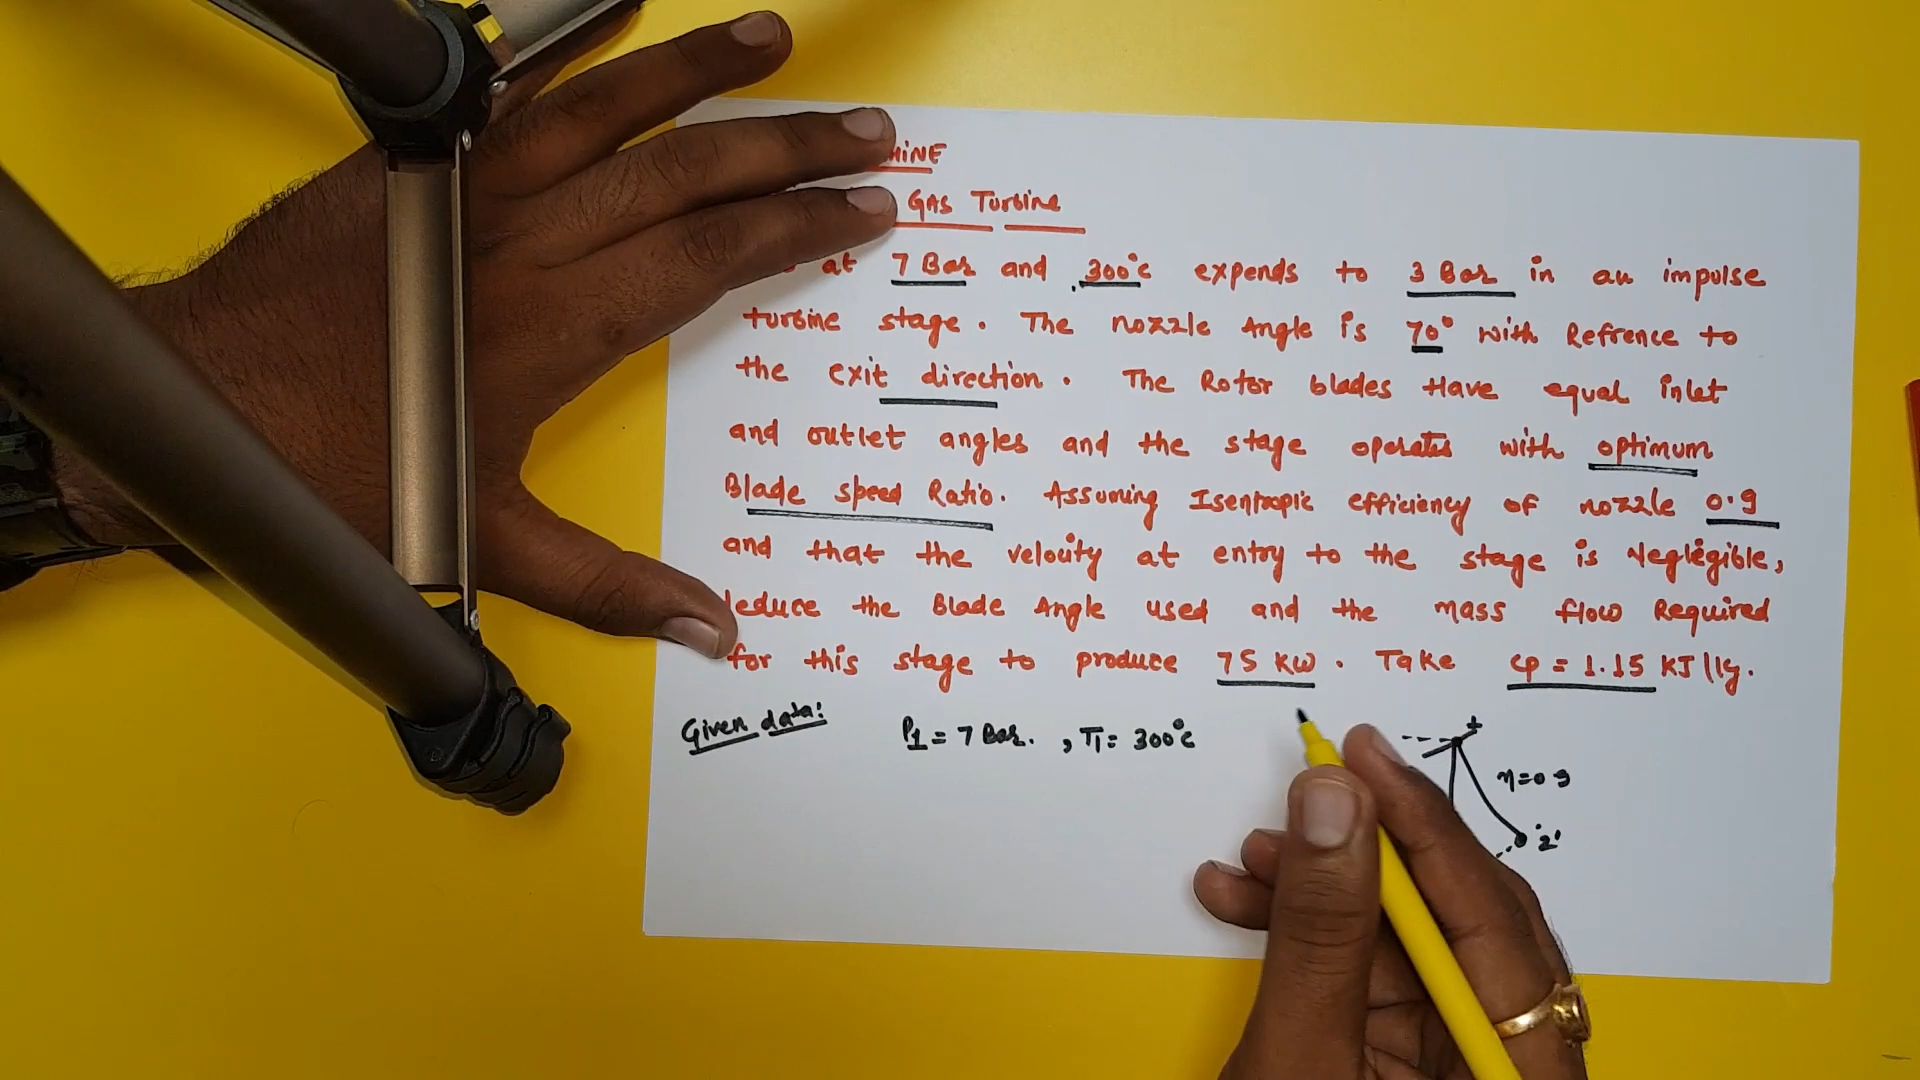 GAS Turbine
at 7 Bar and 300°c expends to 3 Bar in an impulse
turbine stage. The nozzle Angle is 70° with Refrence to
the exit direction. The Rotor blades Have equal inlet
and outlet angles and the stage operates with optimum
Blade speed Ratio. Assuming Isentropic efficiency of nozzle 0.9
and that the velocity at entry to the stage is Neglegible,
the Blade Angle used and the mass flow Required
for this stage to produce 75 KW. Take cp = 1.15 KJ/kg.
Given data: P1 = 7 Bar. , T1 = 300°c
η=0 9
2'